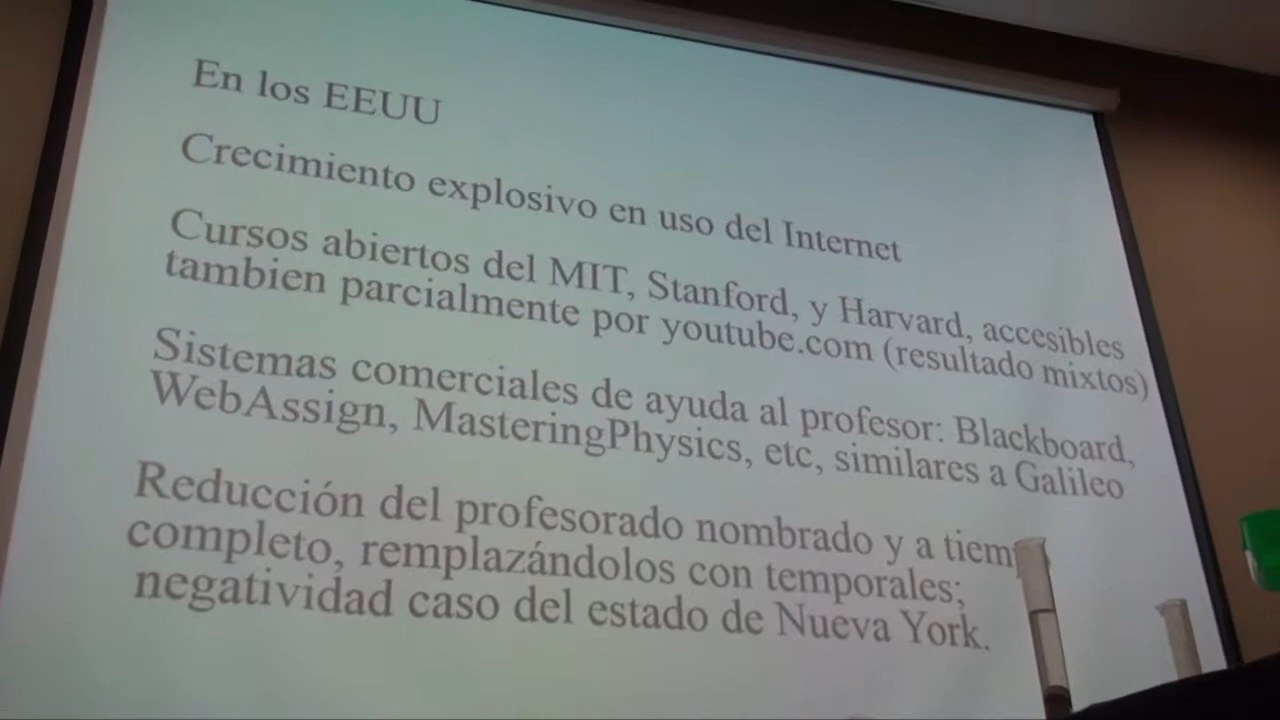 En los EEUU
Crecimiento explosivo en uso del Internet
Cursos abiertos del MIT, Stanford, y Harvard, accesibles
tambien parcialmente por youtube.com (resultado mixtos)
Sistemas comerciales de ayuda al profesor: Blackboard,
WebAssign, MasteringPhysics, etc, similares a Galileo
Reducción del profesorado nombrado y a tiem
completo, remplazándolos con temporales;
negatividad caso del estado de Nueva York.